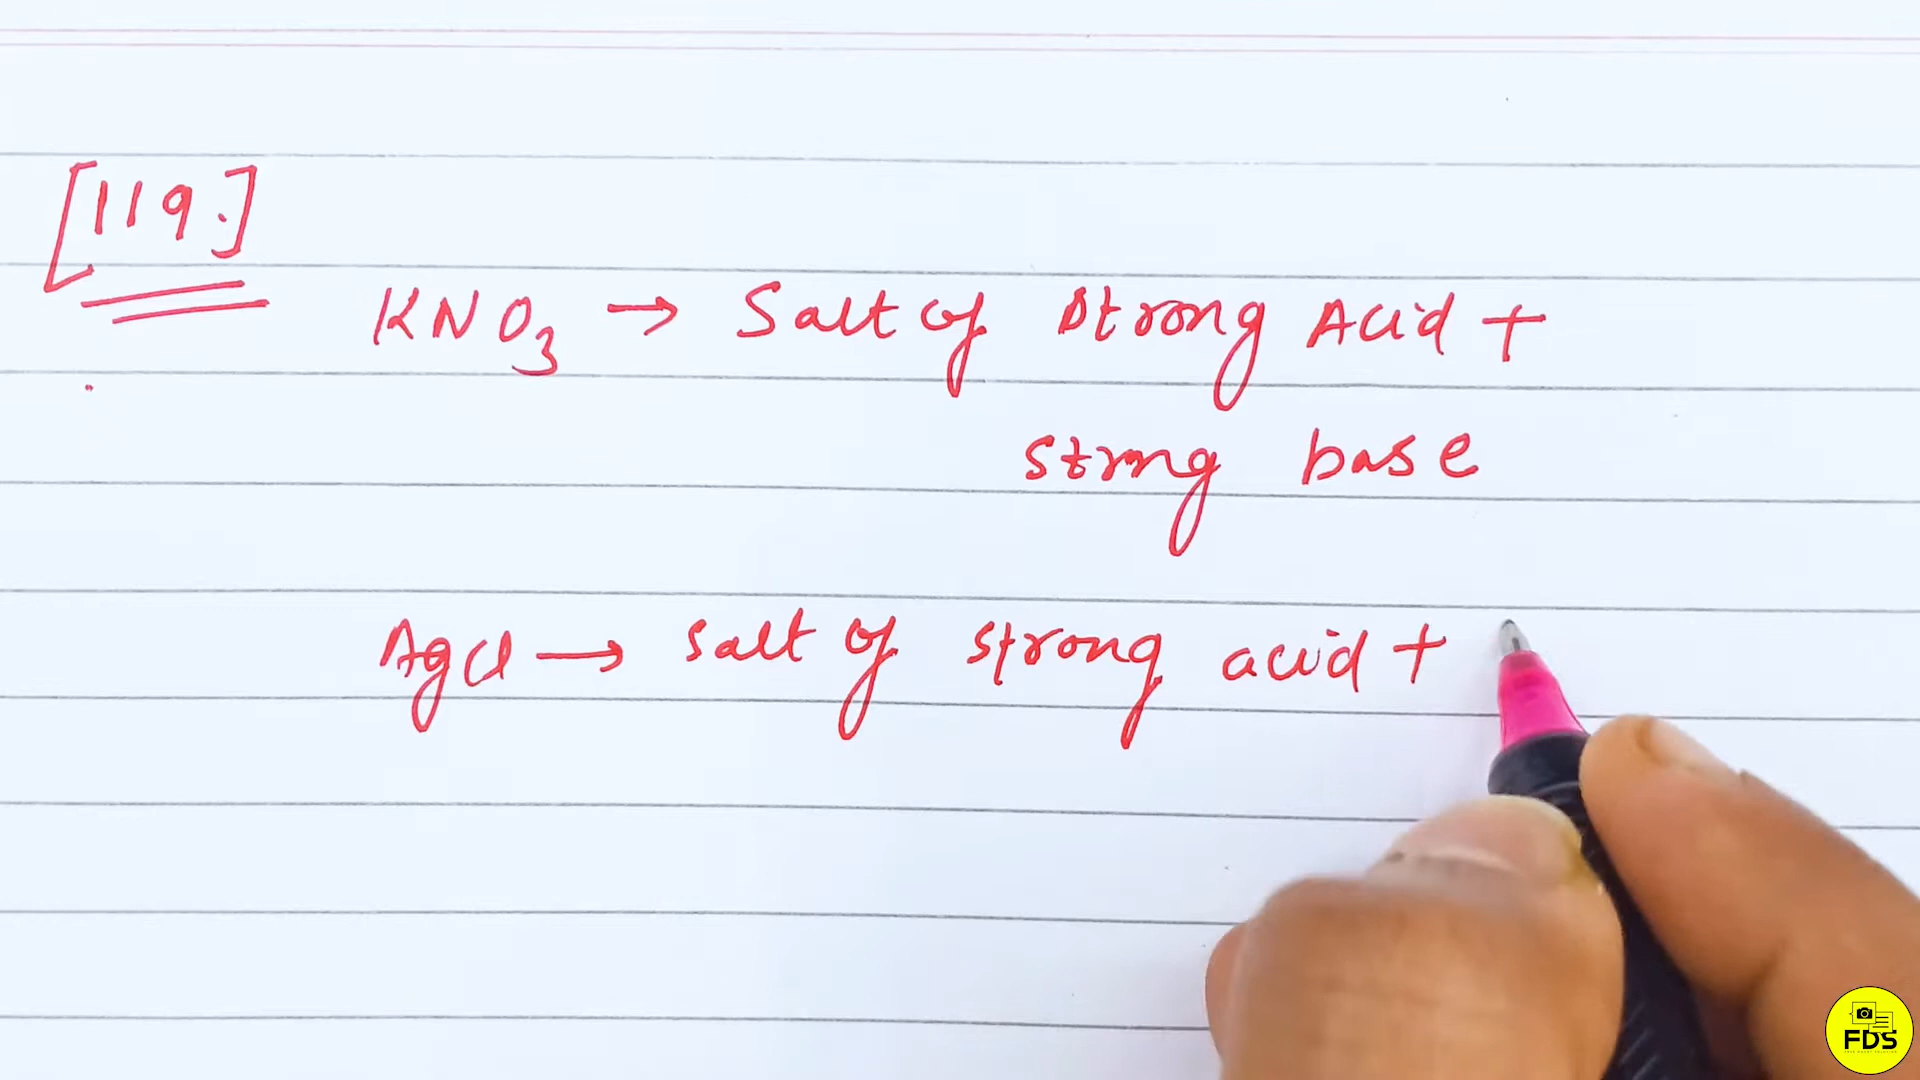 [119.]
KNO₃ → Salt of Strong Acid +
strong base
AgCl → salt of strong acid +
FDS